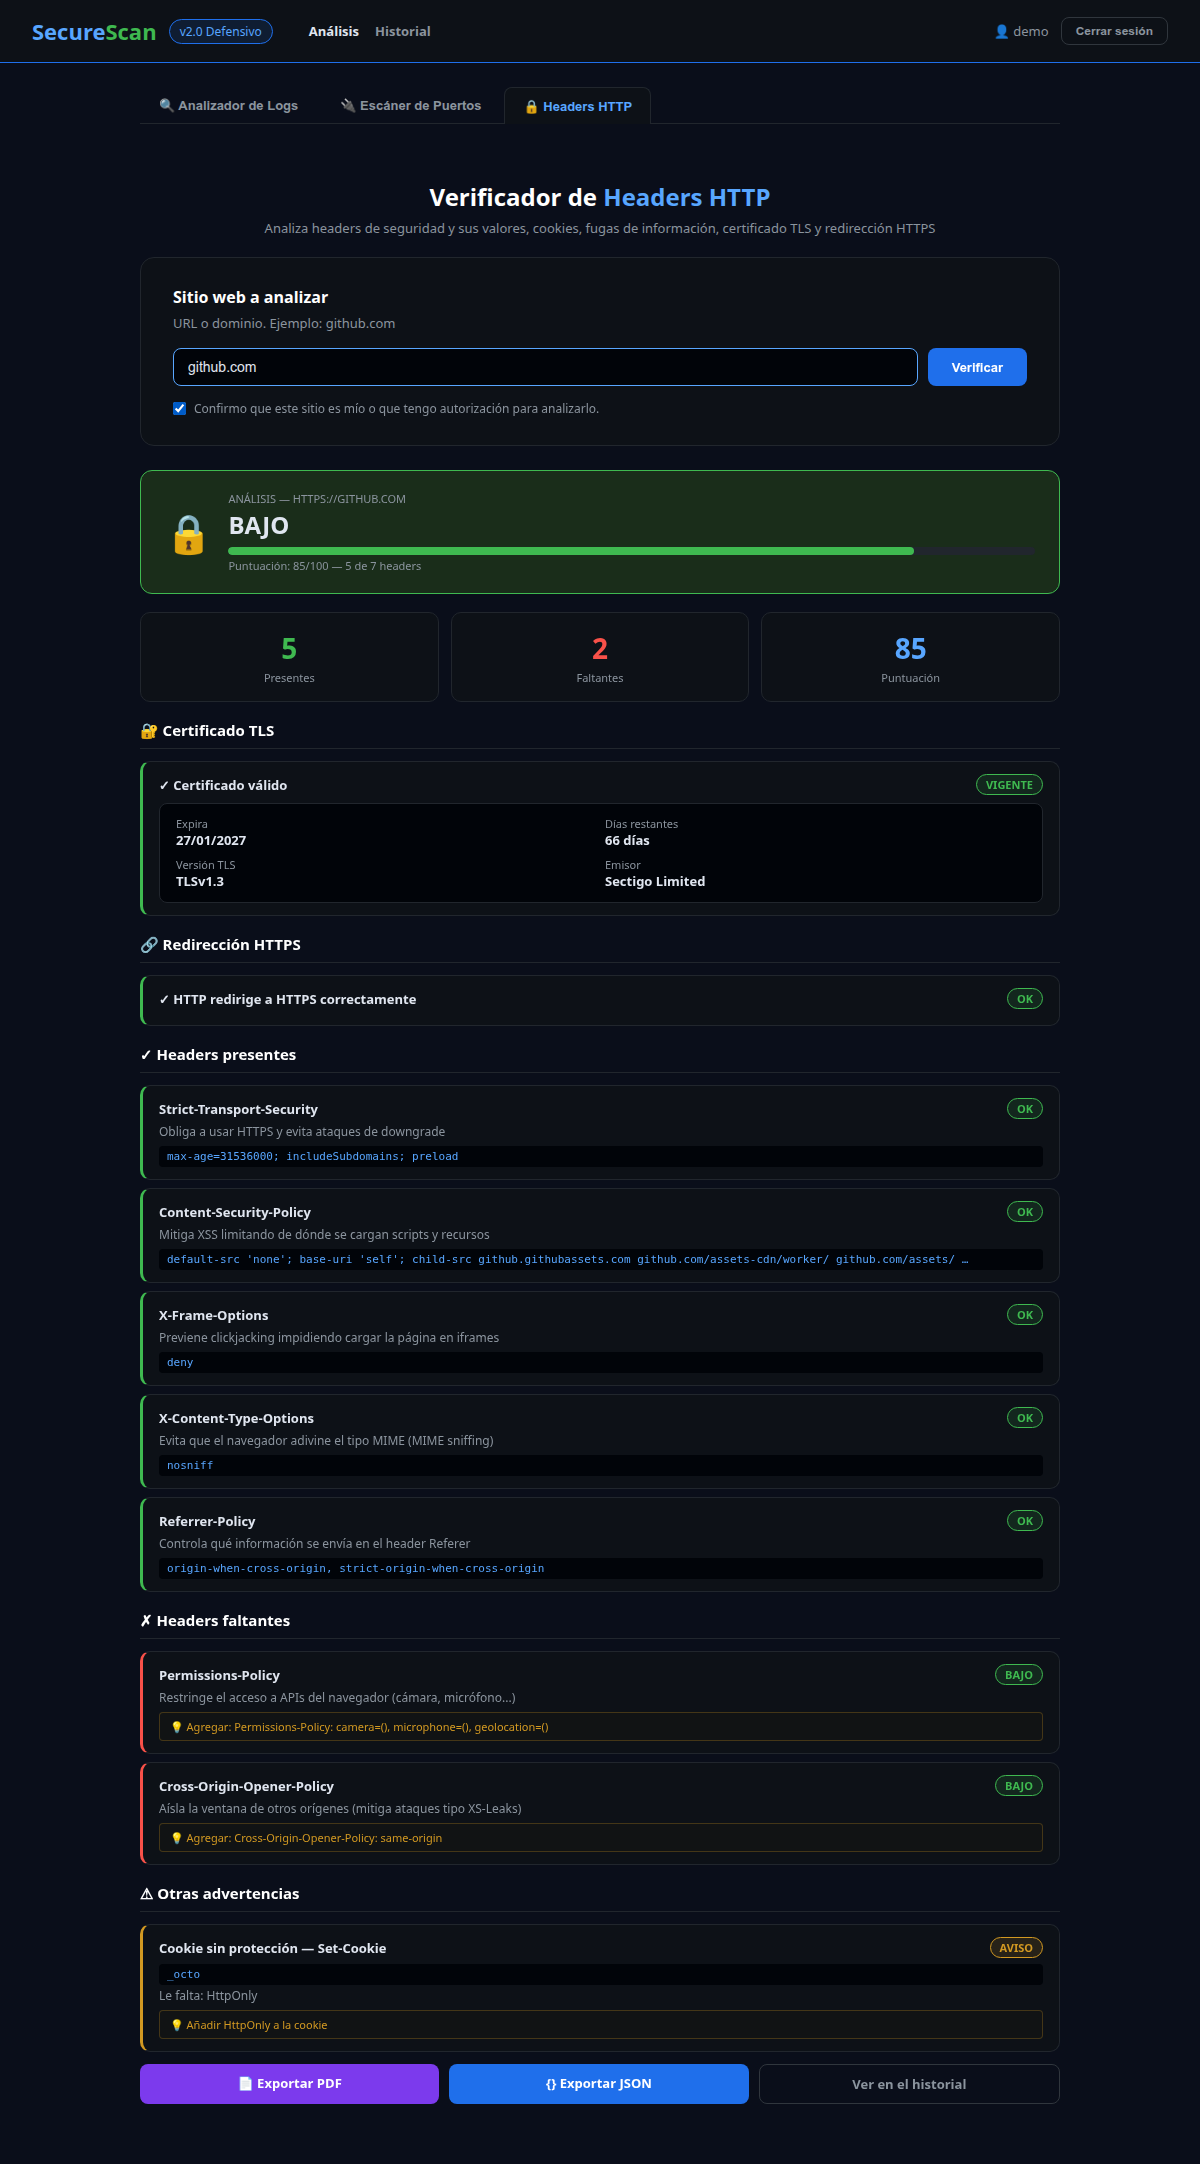 SecureScan v2.0 Defensivo Análisis Historial demo Cerrar sesión
Analizador de Logs Escáner de Puertos Headers HTTP
Verificador de Headers HTTP
Analiza headers de seguridad y sus valores, cookies, fugas de información, certificado TLS y redirección HTTPS
Sitio web a analizar
URL o dominio. Ejemplo: github.com
github.com Verificar
Confirmo que este sitio es mío o que tengo autorización para analizarlo.
ANÁLISIS — HTTPS://GITHUB.COM
BAJO
Puntuación: 85/100 — 5 de 7 headers
5 2 85
Presentes Faltantes Puntuación
Certificado TLS
✓ Certificado válido VIGENTE
Expira Días restantes
27/01/2027 66 días
Versión TLS Emisor
TLSv1.3 Sectigo Limited
Redirección HTTPS
✓ HTTP redirige a HTTPS correctamente OK
✓ Headers presentes
Strict-Transport-Security OK
Obliga a usar HTTPS y evita ataques de downgrade
max-age=31536000; includeSubdomains; preload
Content-Security-Policy OK
Mitiga XSS limitando de dónde se cargan scripts y recursos
default-src 'none'; base-uri 'self'; child-src github.githubassets.com github.com/assets-cdn/worker/ github.com/assets/ …
X-Frame-Options OK
Previene clickjacking impidiendo cargar la página en iframes
deny
X-Content-Type-Options OK
Evita que el navegador adivine el tipo MIME (MIME sniffing)
nosniff
Referrer-Policy OK
Controla qué información se envía en el header Referer
origin-when-cross-origin, strict-origin-when-cross-origin
✗ Headers faltantes
Permissions-Policy BAJO
Restringe el acceso a APIs del navegador (cámara, micrófono...)
Agregar: Permissions-Policy: camera=(), microphone=(), geolocation=()
Cross-Origin-Opener-Policy BAJO
Aísla la ventana de otros orígenes (mitiga ataques tipo XS-Leaks)
Agregar: Cross-Origin-Opener-Policy: same-origin
⚠ Otras advertencias
Cookie sin protección — Set-Cookie AVISO
_octo
Le falta: HttpOnly
Añadir HttpOnly a la cookie
Exportar PDF {} Exportar JSON Ver en el historial